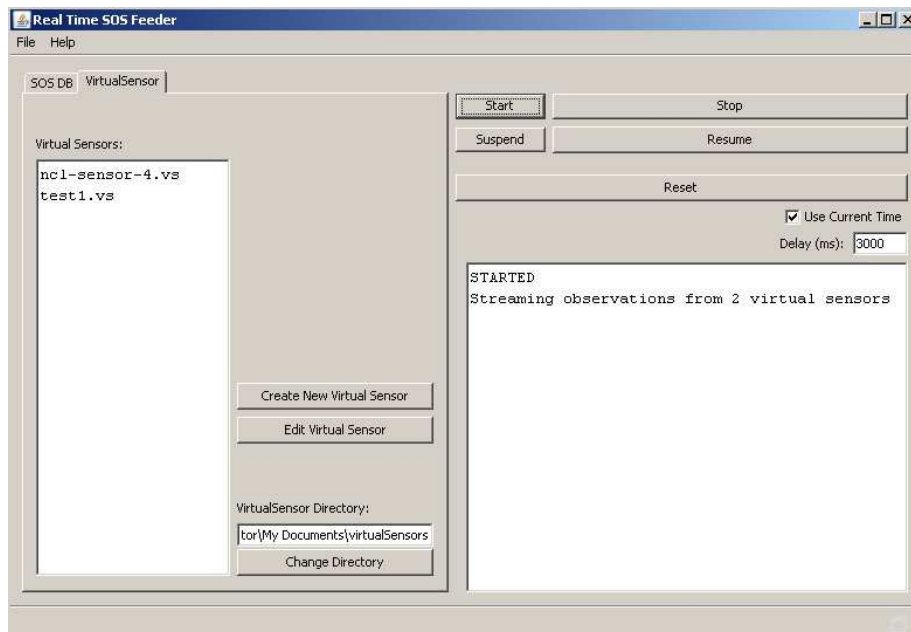 Real Time SOS Feeder
File Help
SOS DB VirtualSensor
Virtual Sensors:
ncl-sensor-4.vs
test1.vs
Create New Virtual Sensor
Edit Virtual Sensor
VirtualSensor Directory:
tor\My Documents\virtualSensors
Change Directory
Start Stop
Suspend Resume
Reset
Use Current Time
Delay (ms): 3000
STARTED
Streaming observations from 2 virtual sensors